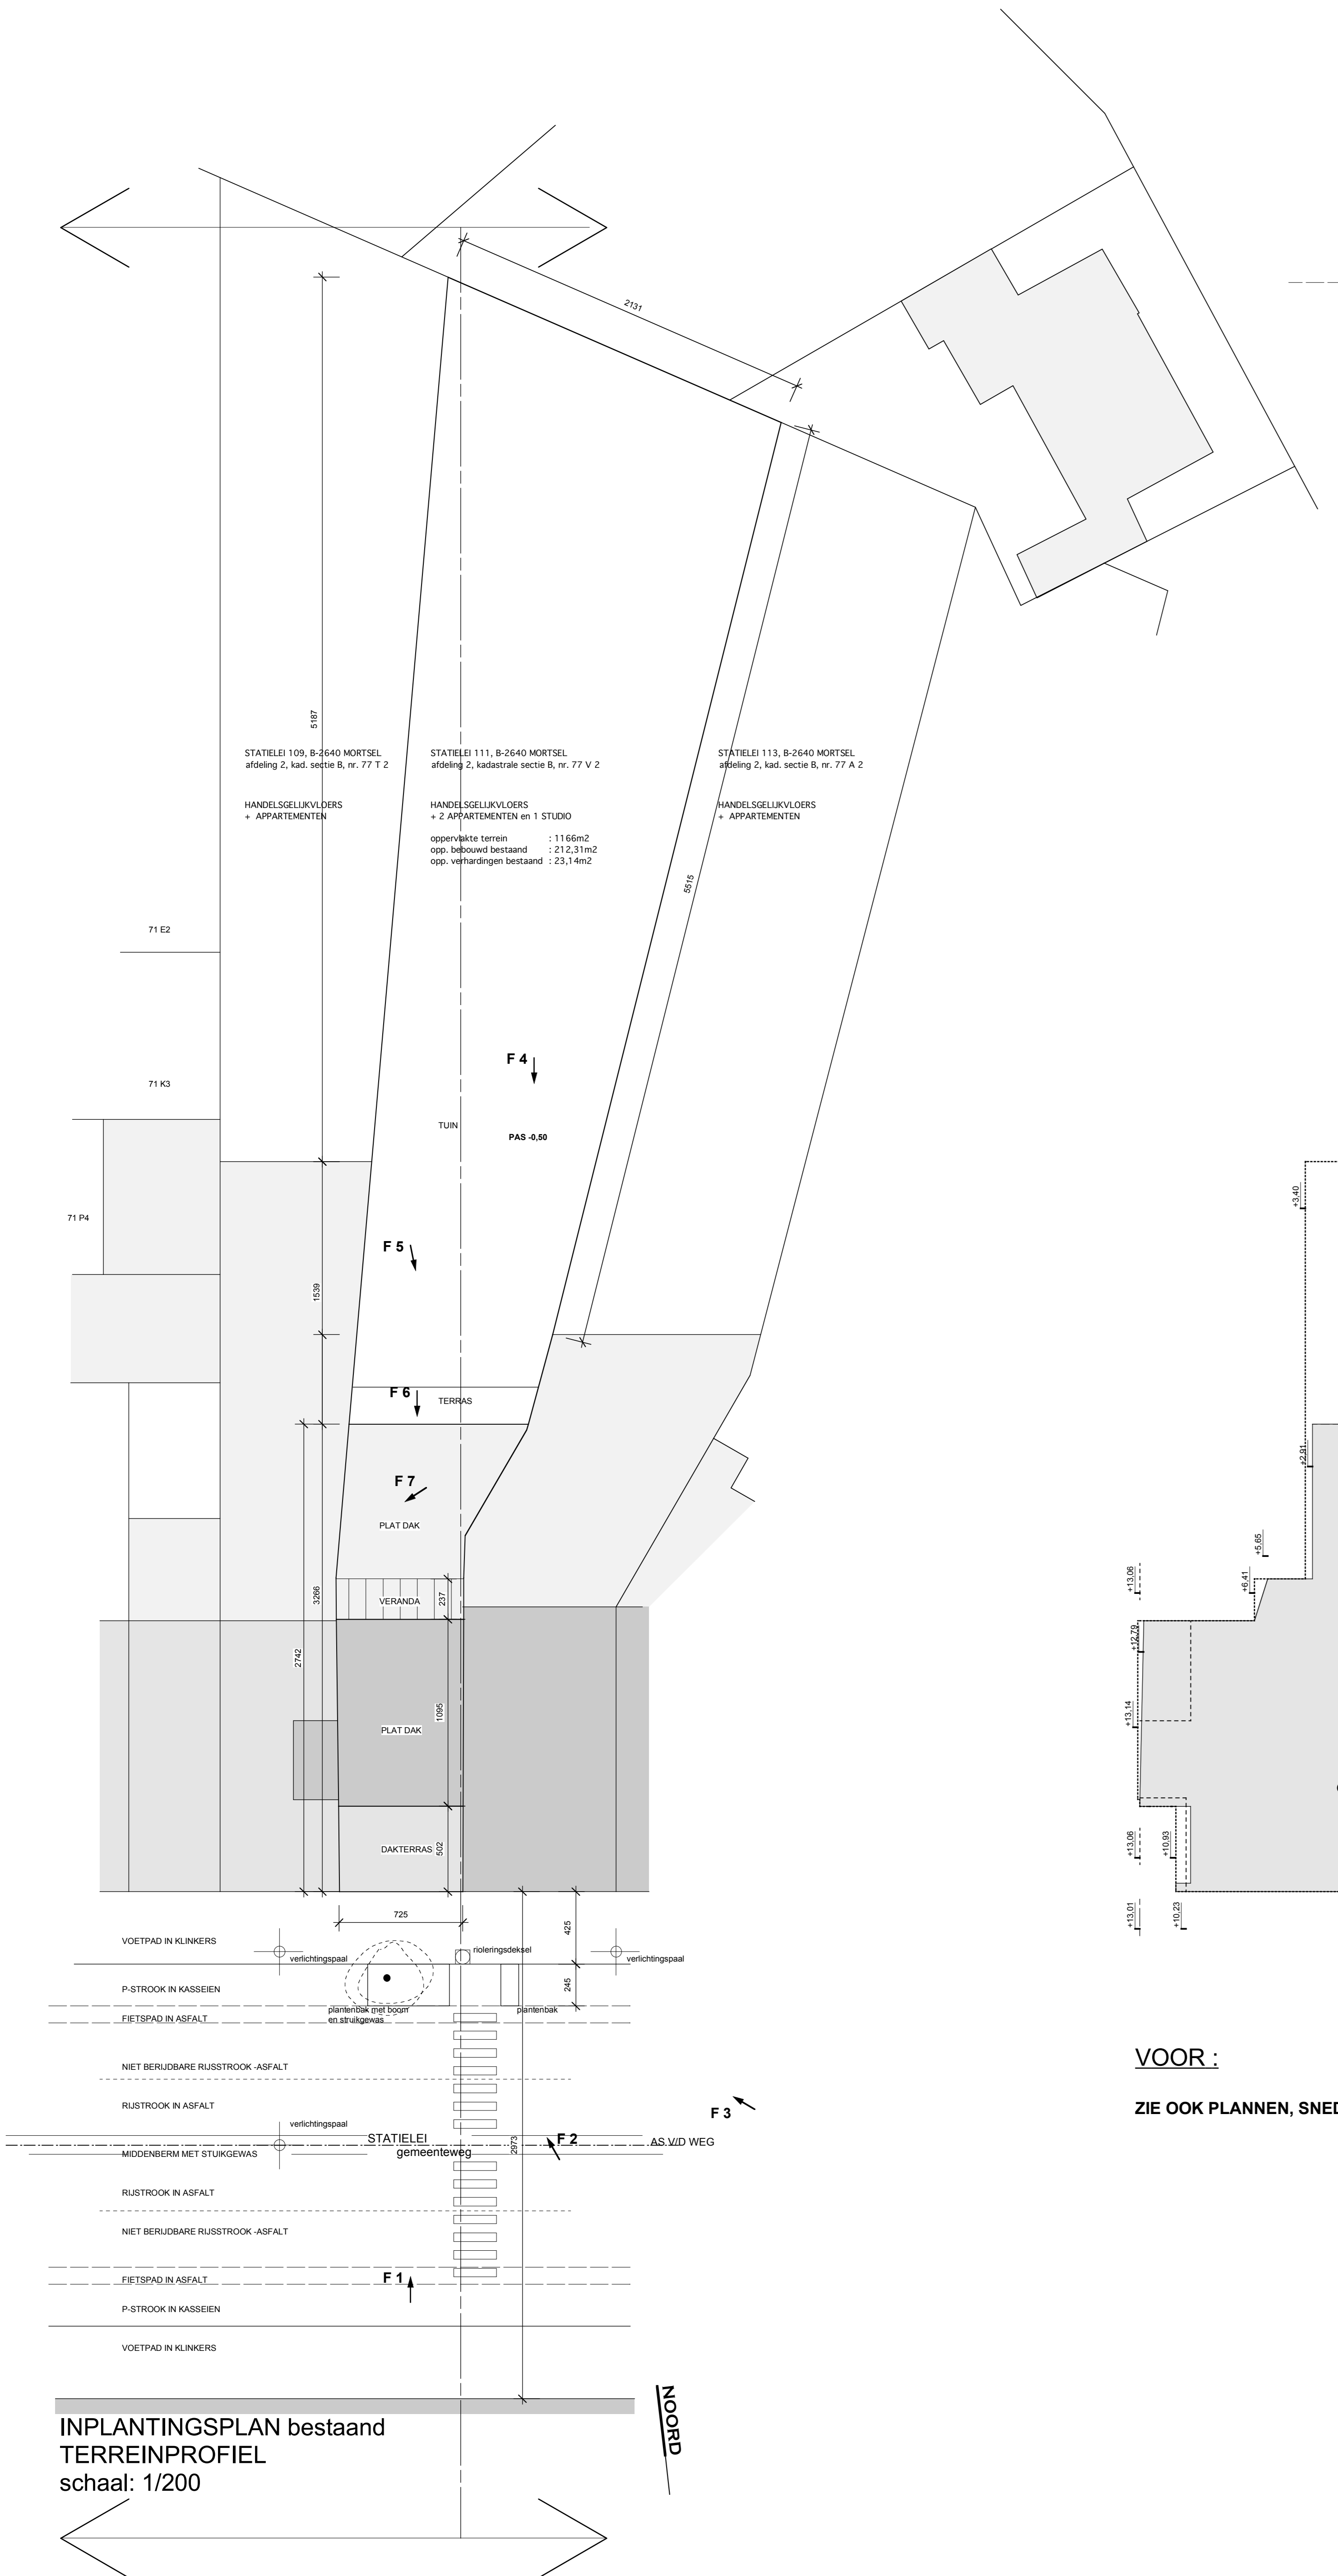 2131
5187
STATIELEI 109, B-2640 MORTSEL
afdeling 2, kad. sectie B, nr. 77 T 2
HANDELSGELIJKVLOERS
+ APPARTEMENTEN
STATIELEI 111, B-2640 MORTSEL
afdeling 2, kadastrale sectie B, nr. 77 V 2
HANDELSGELIJKVLOERS
+ 2 APPARTEMENTEN en 1 STUDIO
oppervlakte terrein : 1166m2
opp. bebouwd bestaand : 212,31m2
opp. verhardingen bestaand : 23,14m2
STATIELEI 113, B-2640 MORTSEL
afdeling 2, kad. sectie B, nr. 77 A 2
HANDELSGELIJKVLOERS
+ APPARTEMENTEN
5515
71 E2
71 K3
71 P4
F 4
TUIN
PAS -0,50
F 5
1539
F 6
TERRAS
F 7
PLAT DAK
VERANDA
237
3266
2742
1095
PLAT DAK
DAKTERRAS
502
725
425
245
VOETPAD IN KLINKERS
verlichtingspaal
rioleringsdeksel
verlichtingspaal
P-STROOK IN KASSEIEN
plantenbak met boom
en struikgewas
plantenbak
FIETSPAD IN ASFALT
NIET BERIJDBARE RIJSSTROOK -ASFALT
RIJSTROOK IN ASFALT
verlichtingspaal
F 3
STATIELEI
gemeenteweg
2973
F 2
AS V/D WEG
MIDDENBERM MET STUIKGEWAS
RIJSTROOK IN ASFALT
NIET BERIJDBARE RIJSSTROOK -ASFALT
FIETSPAD IN ASFALT
F 1
P-STROOK IN KASSEIEN
VOETPAD IN KLINKERS
NOORD
INPLANTINGSPLAN bestaand
TERREINPROFIEL
schaal: 1/200
+3,40
+2,91
+5,65
+6,41
+13,06
+12,79
+13,14
+13,06
+10,93
+13,01
+10,23
VOOR :
ZIE OOK PLANNEN, SNED